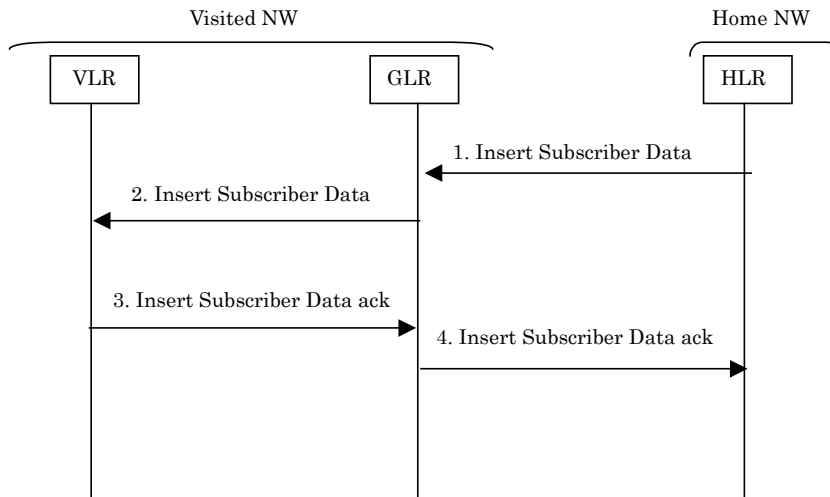 Visited NW
Home NW
VLR
GLR
HLR
1. Insert Subscriber Data
2. Insert Subscriber Data
3. Insert Subscriber Data ack
4. Insert Subscriber Data ack